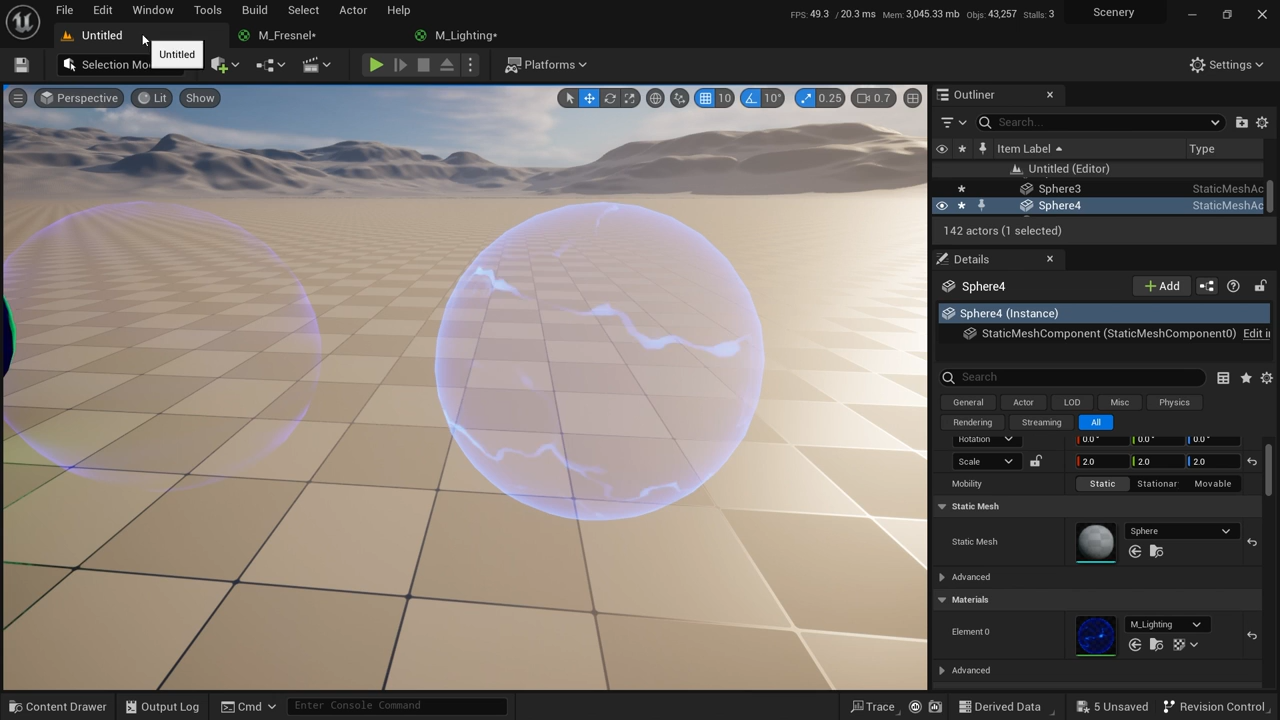 File Edit Window Tools Build Select Actor Help
FPS: 49.3 / 20.3 ms Mem: 3,045.33 mb Objs: 43,257 Stalls: 3
Scenery
Untitled
M_Fresnel*
M_Lighting*
Untitled
Selection Mo
Platforms
Settings
Perspective Lit Show
10 10° 0.25 0.7
Outliner
Search...
Item Label Type
Untitled (Editor)
Sphere3 StaticMeshAc
Sphere4 StaticMeshAc
142 actors (1 selected)
Details
Sphere4
Add
Sphere4 (Instance)
StaticMeshComponent (StaticMeshComponent0) Edit i
Search
General Actor LOD Misc Physics
Rendering Streaming All
Rotation 0.0° 0.0° 0.0°
Scale 2.0 2.0 2.0
Mobility Static Stationar Movable
Static Mesh
Static Mesh Sphere
Advanced
Materials
Element 0 M_Lighting
Advanced
Content Drawer Output Log Cmd Enter Console Command
Trace Derived Data 5 Unsaved Revision Control